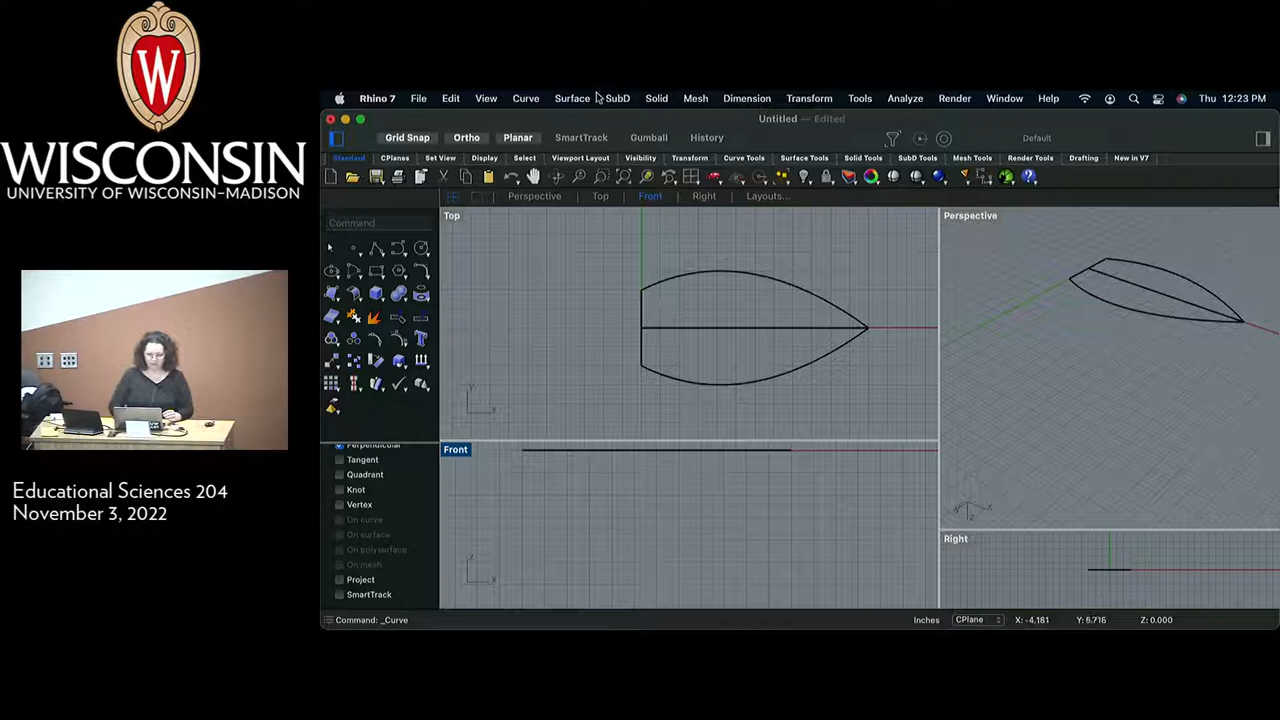 W
WISCONSIN
UNIVERSITY OF WISCONSIN-MADISON
Educational Sciences 204
November 3, 2022
Rhino 7 File Edit View Curve Surface SubD Solid Mesh Dimension Transform Tools Analyze Render Window Help Thu 12:23 PM
Untitled — Edited
Grid Snap Ortho Planar SmartTrack Gumball History Default
Standard CPlanes Set View Display Select Viewport Layout Visibility Transform Curve Tools Surface Tools Solid Tools SubD Tools Mesh Tools Render Tools Drafting New in V7
Perspective Top Front Right Layouts...
Command
Top
Perspective
Front
Right
Perpendicular
Tangent
Quadrant
Knot
Vertex
On curve
On surface
On polysurface
On mesh
Project
SmartTrack
y
x
z
x
y
x
z
Command: _Curve Inches CPlane X: -4.181 Y: 6.716 Z: 0.000